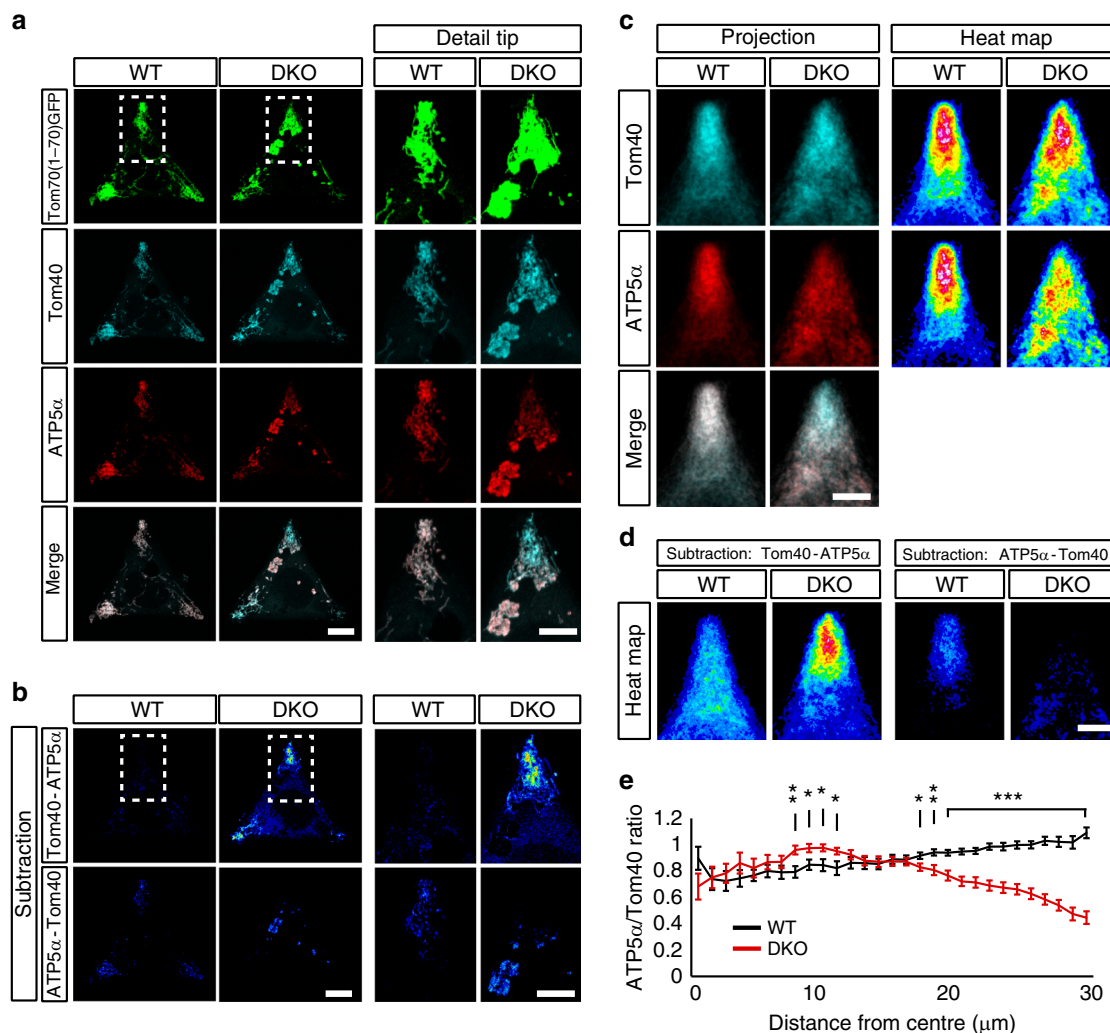 a
Detail tip
WT
DKO
WT
DKO
Tom70(1–70)GFP
Tom40
ATP5α
Merge
b
WT
DKO
WT
DKO
Subtraction
Tom40-ATP5α
ATP5α-Tom40
c
Projection
Heat map
WT
DKO
WT
DKO
Tom40
ATP5α
Merge
d
Subtraction: Tom40-ATP5α
Subtraction: ATP5α-Tom40
WT
DKO
WT
DKO
Heat map
e
** * * *
* **
***
ATP5α/Tom40 ratio
1.2
1
0.8
0.6
0.4
0.2
0
WT
DKO
0
10
20
30
Distance from centre (μm)